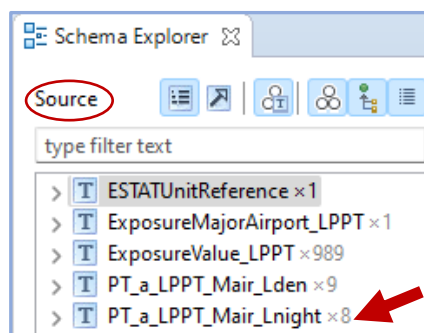 Schema Explorer
Source
type filter text
ESTATUnitReference ×1
ExposureMajorAirport_LPPT ×1
ExposureValue_LPPT ×989
PT_a_LPPT_Mair_Lden ×9
PT_a_LPPT_Mair_Lnight ×8